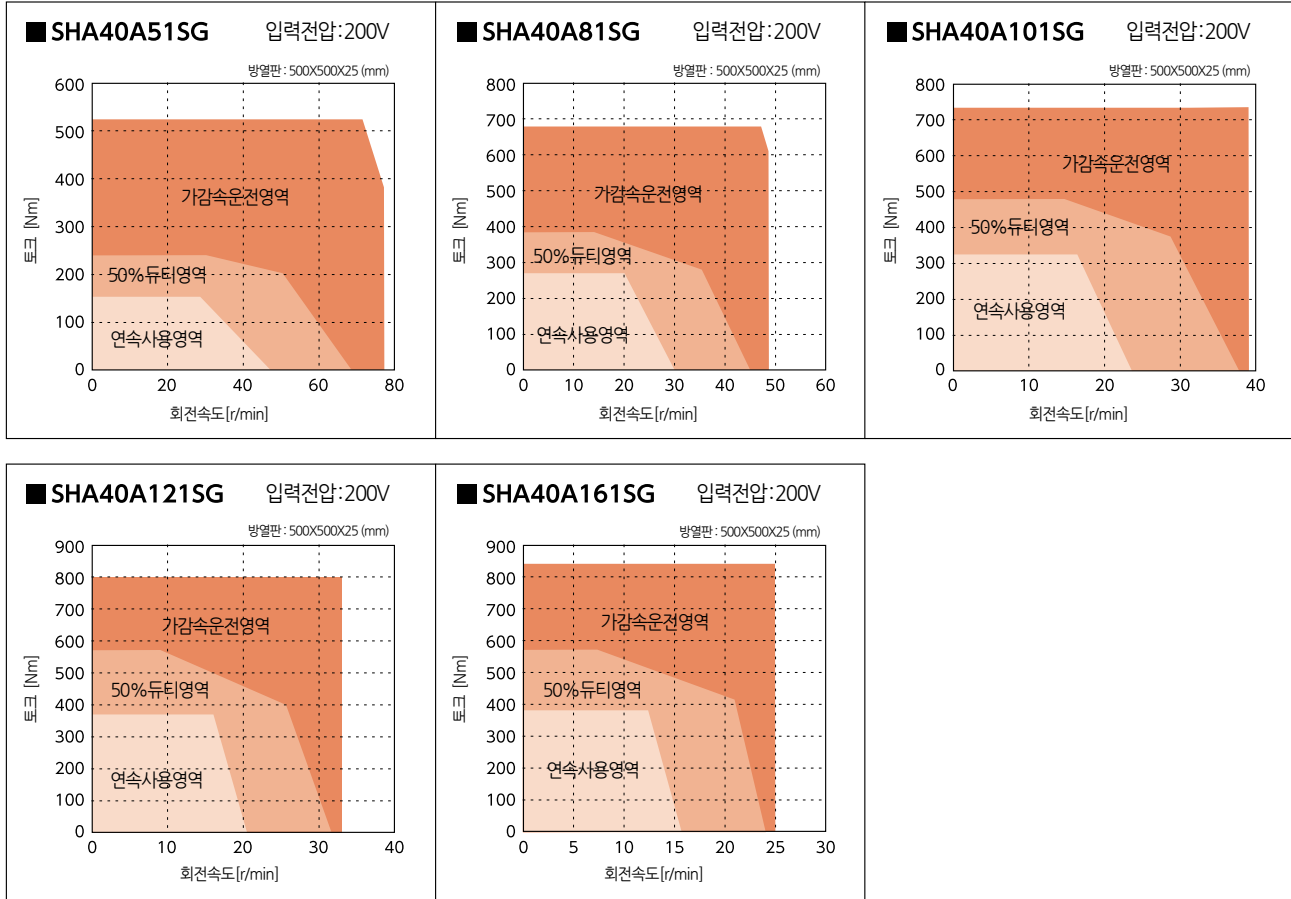 ■ SHA40A51SG 입력전압:200V
방열판 : 500X500X25 (mm)
600
500
400
300
200
100
0
토크 [Nm]
가감속운전영역
50%듀티영역
연속사용영역
0 20 40 60 80
회전속도[r/min]
■ SHA40A81SG 입력전압:200V
방열판 : 500X500X25 (mm)
800
700
600
500
400
300
200
100
0
토크 [Nm]
가감속운전영역
50%듀티영역
연속사용영역
0 10 20 30 40 50 60
회전속도[r/min]
■ SHA40A101SG 입력전압:200V
방열판 : 500X500X25 (mm)
800
700
600
500
400
300
200
100
0
토크 [Nm]
가감속운전영역
50%듀티영역
연속사용영역
0 10 20 30 40
회전속도[r/min]
■ SHA40A121SG 입력전압:200V
방열판 : 500X500X25 (mm)
900
800
700
600
500
400
300
200
100
0
토크 [Nm]
가감속운전영역
50%듀티영역
연속사용영역
0 10 20 30 40
회전속도[r/min]
■ SHA40A161SG 입력전압:200V
방열판 : 500X500X25 (mm)
900
800
700
600
500
400
300
200
100
0
토크 [Nm]
가감속운전영역
50%듀티영역
연속사용영역
0 5 10 15 20 25 30
회전속도[r/min]